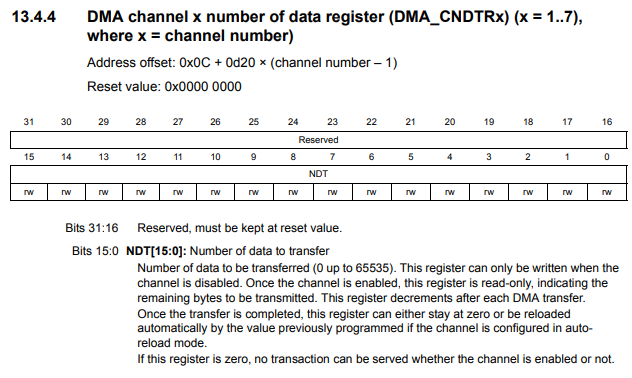 13.4.4 DMA channel x number of data register (DMA_CNDTRx) (x = 1..7),
where x = channel number)
Address offset: 0x0C + 0d20 × (channel number – 1)
Reset value: 0x0000 0000
31 30 29 28 27 26 25 24 23 22 21 20 19 18 17 16
Reserved
15 14 13 12 11 10 9 8 7 6 5 4 3 2 1 0
NDT
rw rw rw rw rw rw rw rw rw rw rw rw rw rw rw rw
Bits 31:16 Reserved, must be kept at reset value.
Bits 15:0 NDT[15:0]: Number of data to transfer
Number of data to be transferred (0 up to 65535). This register can only be written when the
channel is disabled. Once the channel is enabled, this register is read-only, indicating the
remaining bytes to be transmitted. This register decrements after each DMA transfer.
Once the transfer is completed, this register can either stay at zero or be reloaded
automatically by the value previously programmed if the channel is configured in auto-
reload mode.
If this register is zero, no transaction can be served whether the channel is enabled or not.